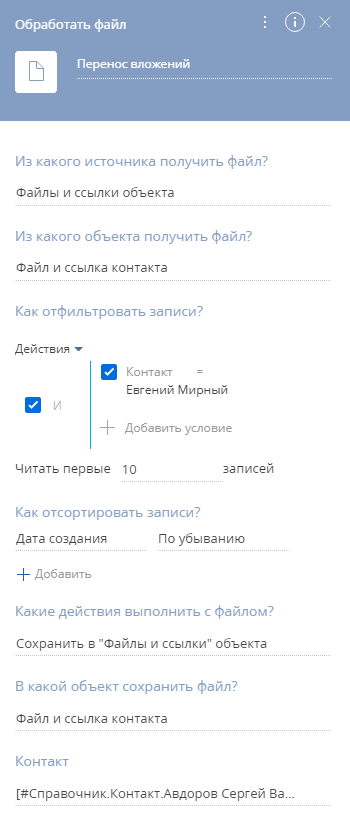 Обработать файл
Перенос вложений
Из какого источника получить файл?
Файлы и ссылки объекта
Из какого объекта получить файл?
Файл и ссылка контакта
Как отфильтровать записи?
Действия
Контакт =
Евгений Мирный
И
Добавить условие
Читать первые 10 записей
Как отсортировать записи?
Дата создания По убыванию
Добавить
Какие действия выполнить с файлом?
Сохранить в "Файлы и ссылки" объекта
В какой объект сохранить файл?
Файл и ссылка контакта
Контакт
[#Справочник.Контакт.Авдоров Сергей Ва...